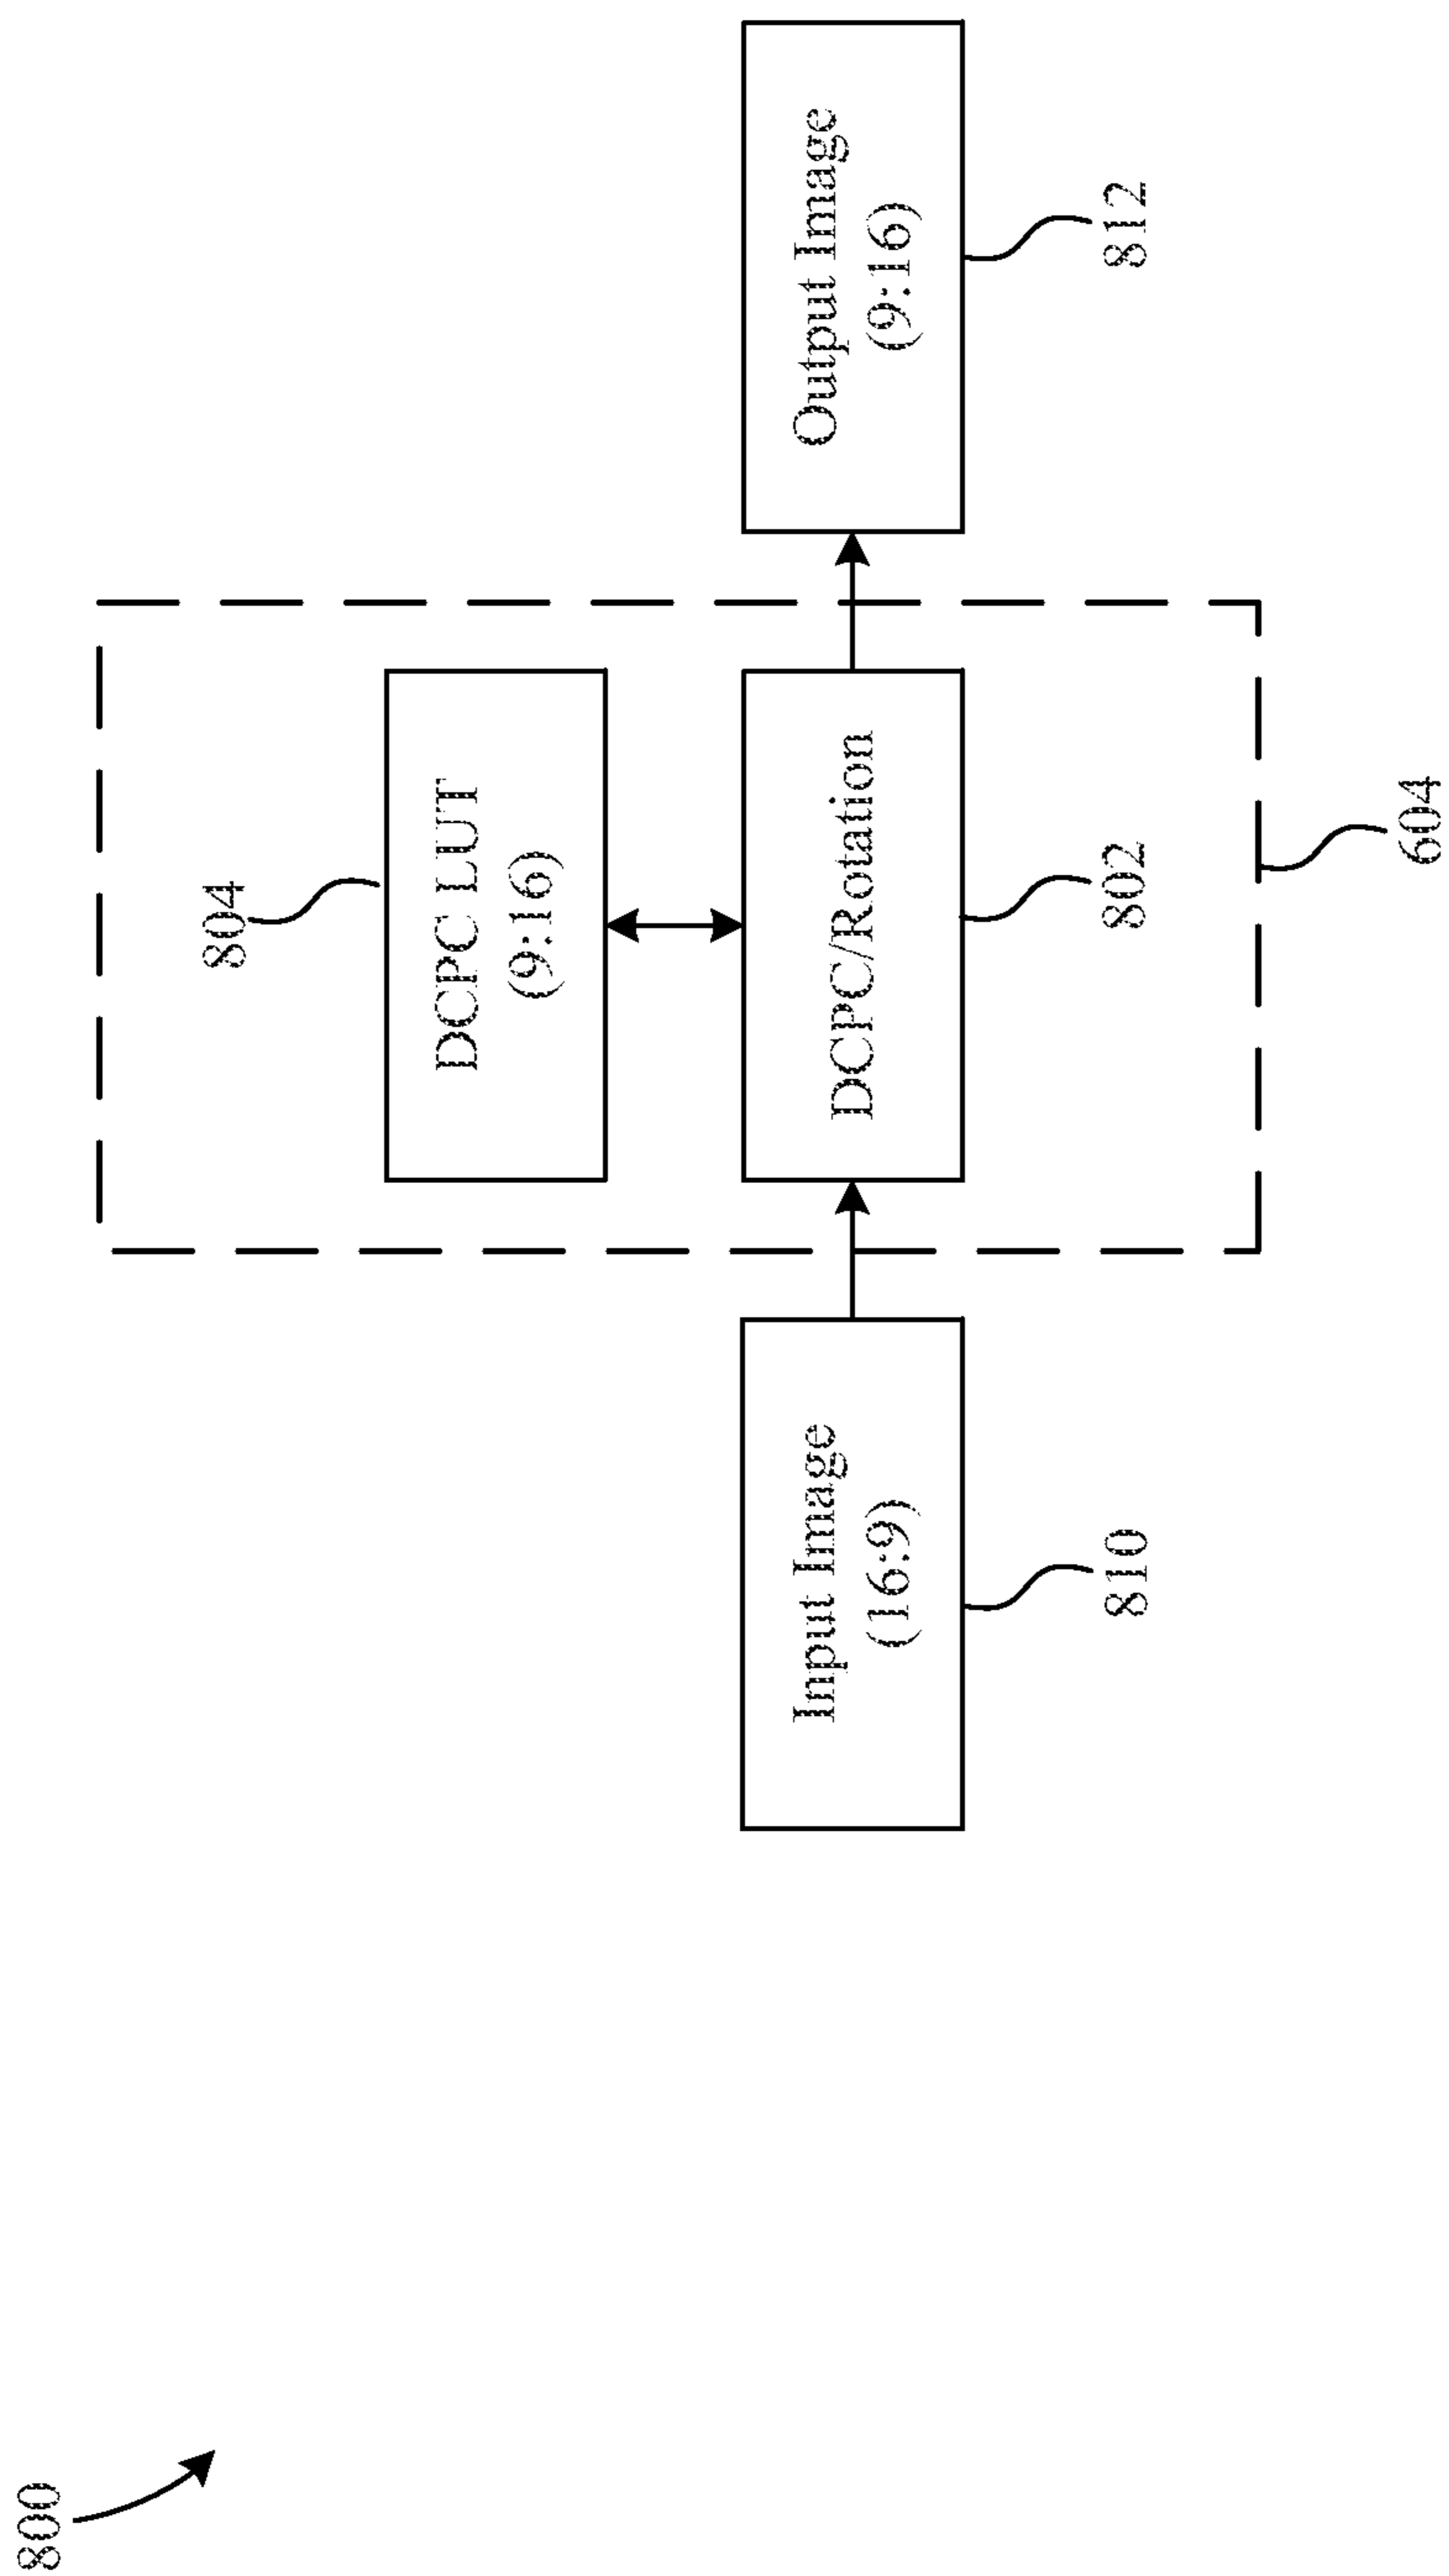 800
804
DCPC LUT
(9:16)
Input Image
(16:9)
DCPC/Rotation
Output Image
(9:16)
810
802
812
604